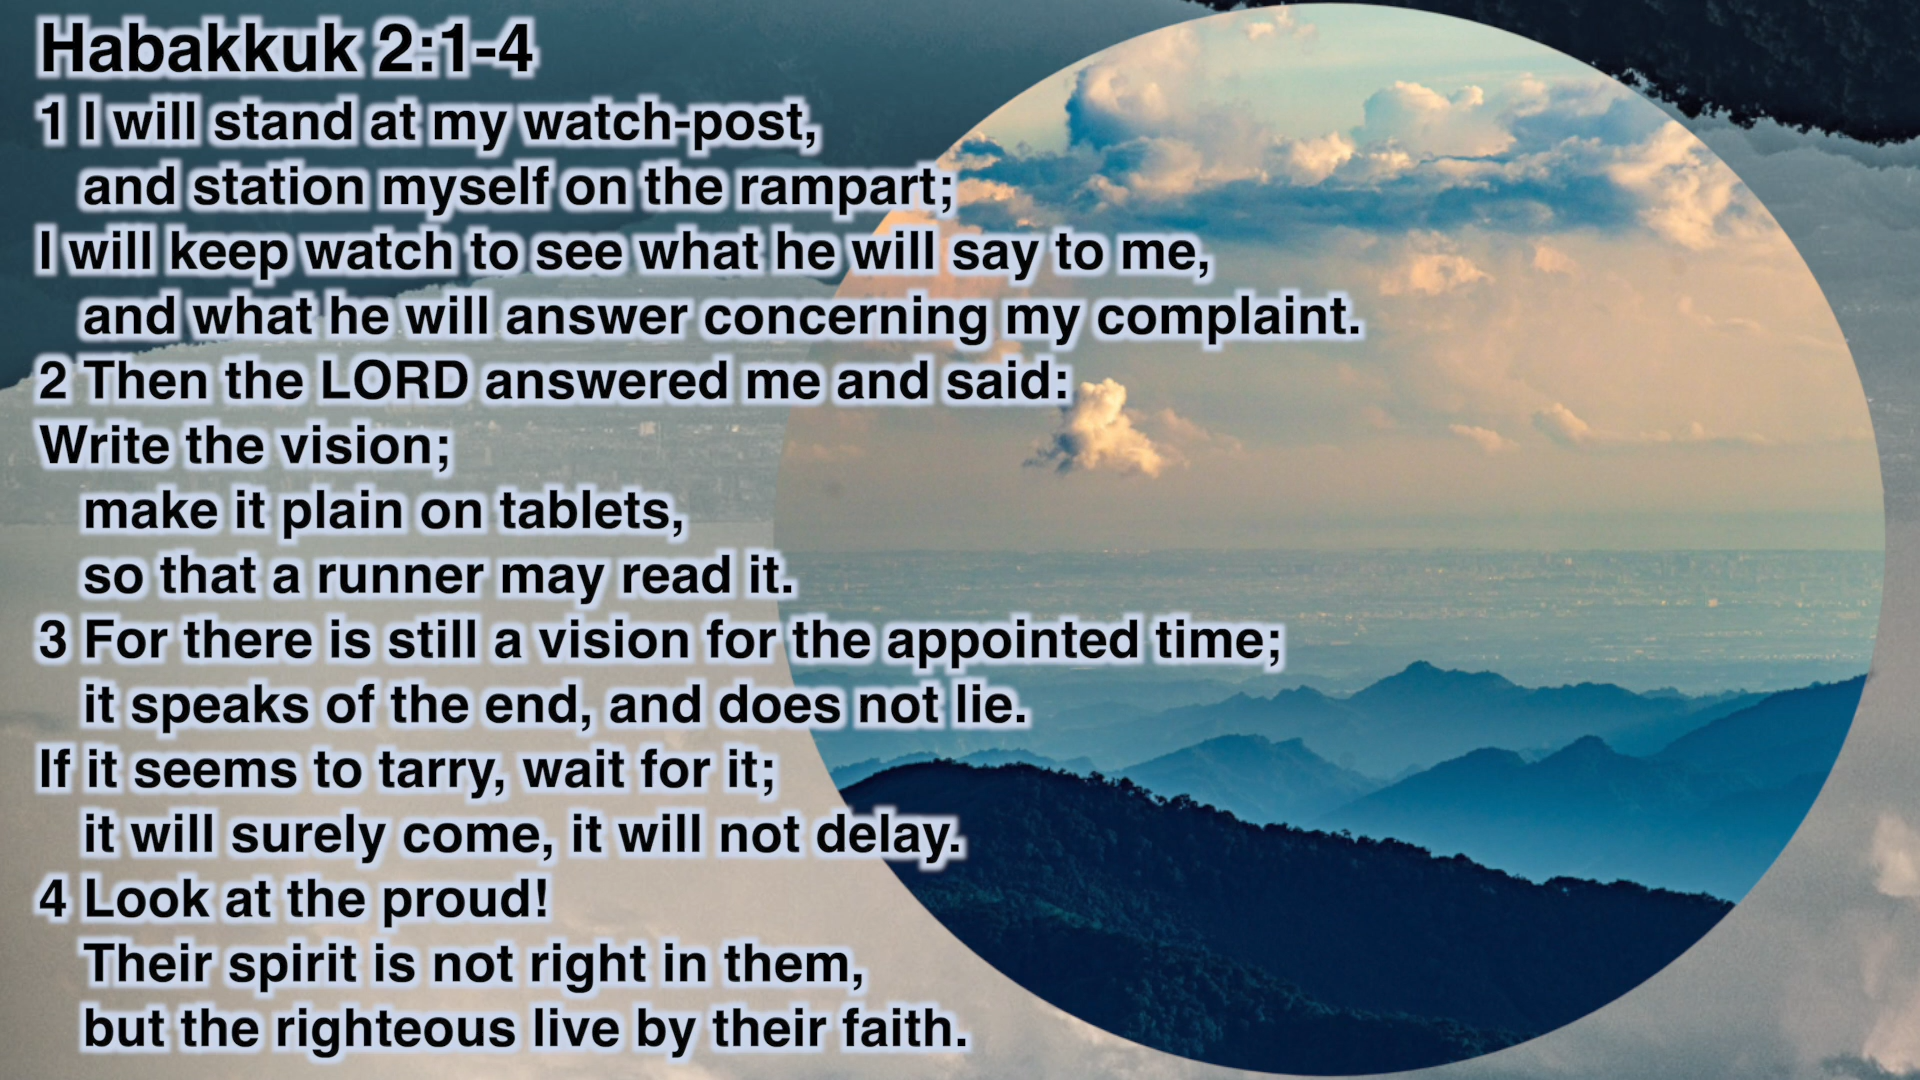 Habakkuk 2:1-4
1 I will stand at my watch-post,
and station myself on the rampart;
I will keep watch to see what he will say to me,
and what he will answer concerning my complaint.
2 Then the LORD answered me and said:
Write the vision;
make it plain on tablets,
so that a runner may read it.
3 For there is still a vision for the appointed time;
it speaks of the end, and does not lie.
If it seems to tarry, wait for it;
it will surely come, it will not delay.
4 Look at the proud!
Their spirit is not right in them,
but the righteous live by their faith.